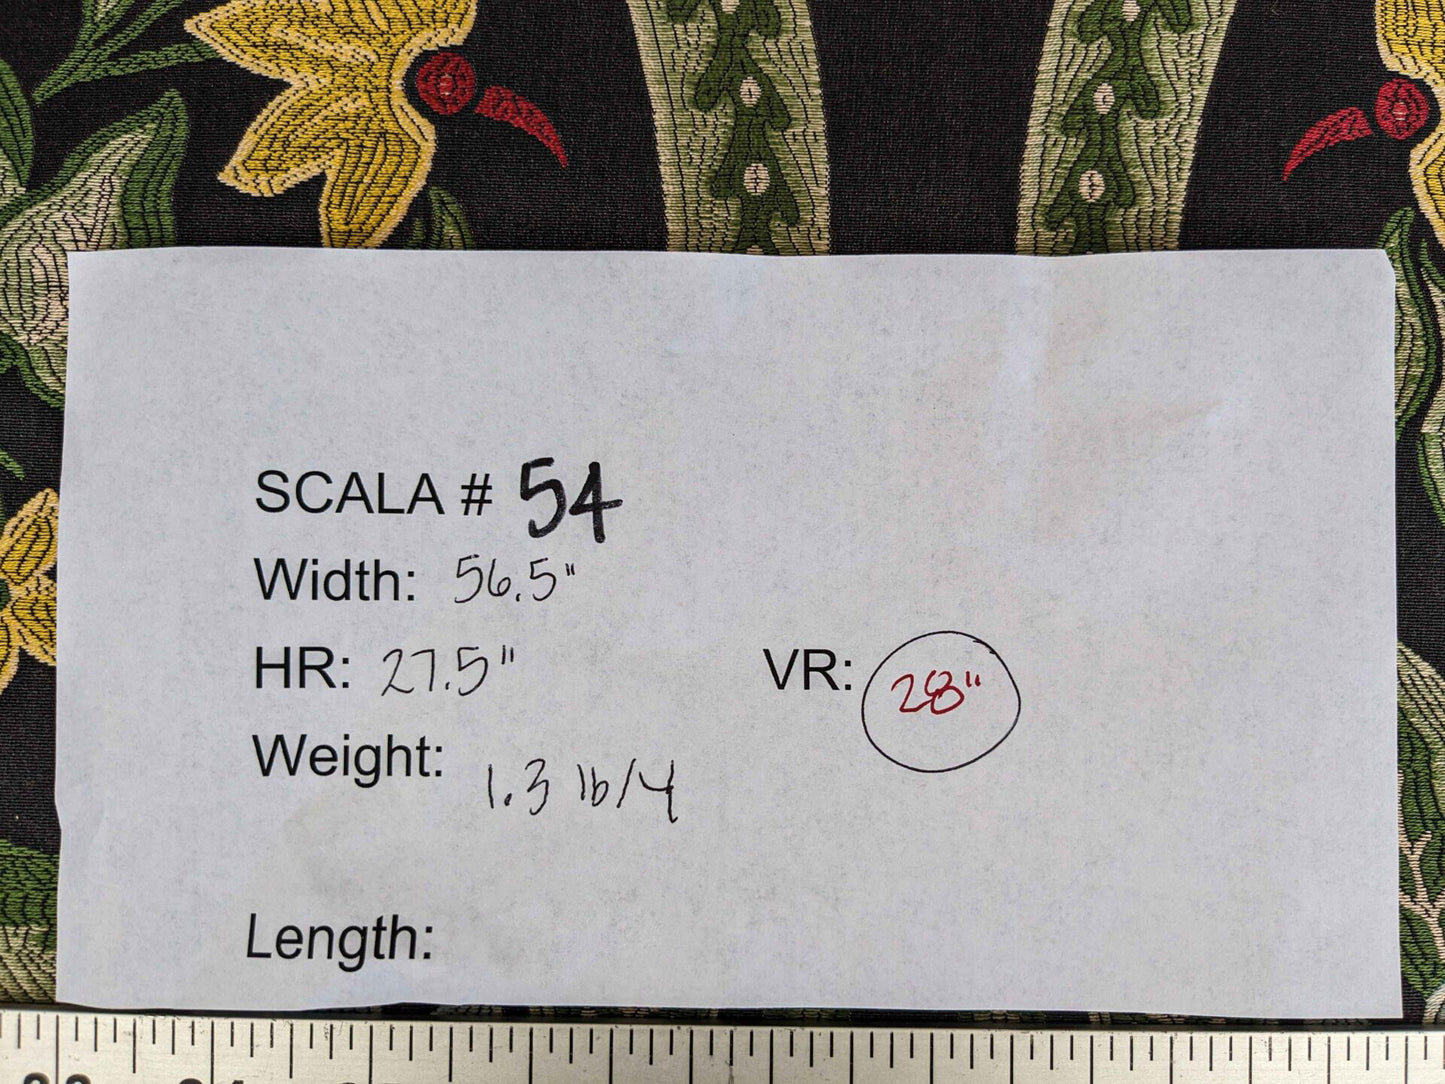 SCALA # 54
Width: 56.5"
HR: 27.5" VR: 28"
Weight: 1.3 lb/y
Length: